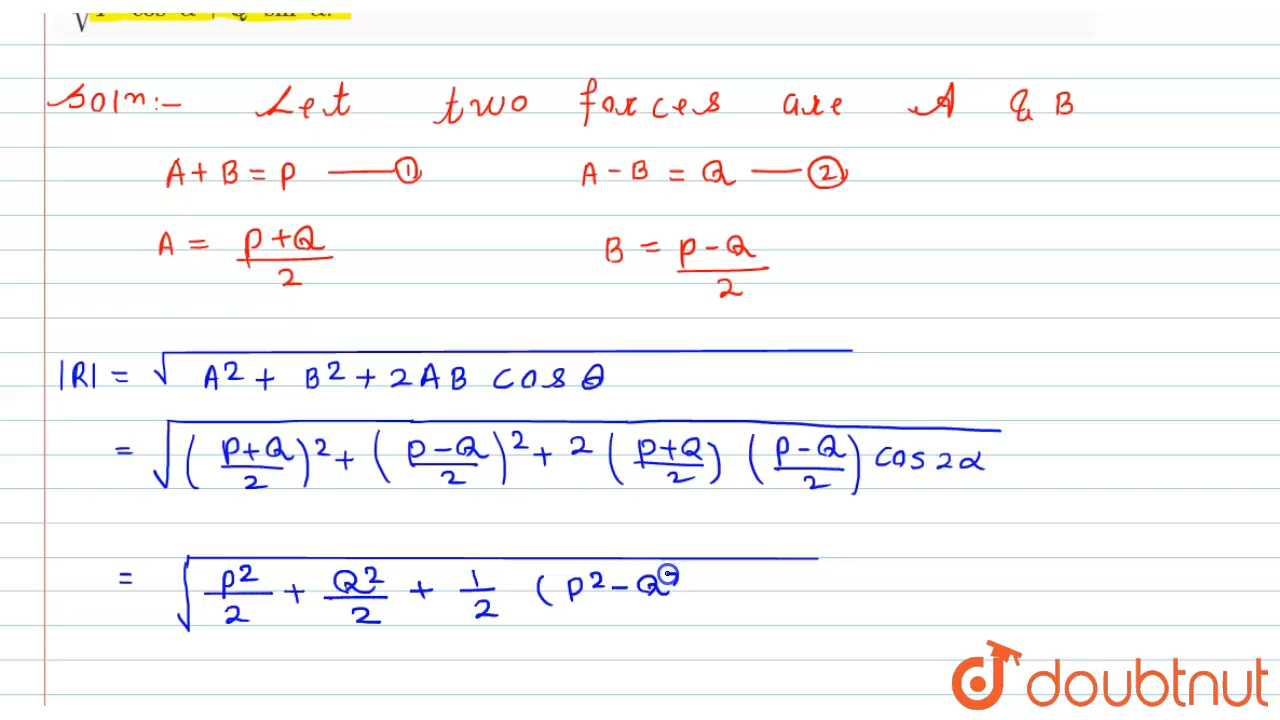 Soln:- Let two forces are A & B
A + B = P —— ① A - B = Q —— ②
A = P+Q/2 B = P-Q/2
|R| = √ A² + B² + 2AB cos θ
= √ (P+Q/2)² + (P-Q/2)² + 2 (P+Q/2) (P-Q/2) cos 2α
= √ P²/2 + Q²/2 + 1/2 (P² - Q²
doubtnut